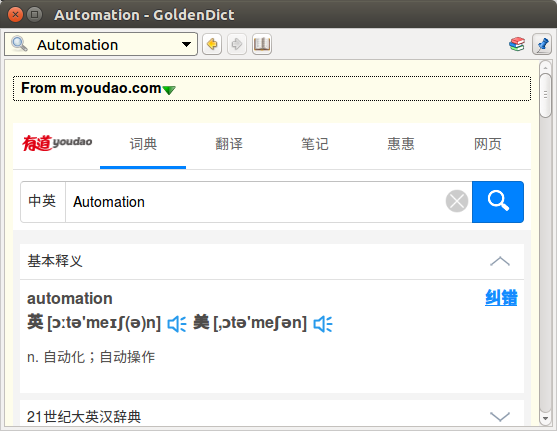 Automation - GoldenDict
Automation
From m.youdao.com
有道 youdao 词典 翻译 笔记 惠惠 网页
中英 Automation
基本释义
automation 纠错
英 [ɔːtə'meɪʃ(ə)n] 美 [,ɔtə'meʃən]
n. 自动化；自动操作
21世纪大英汉辞典